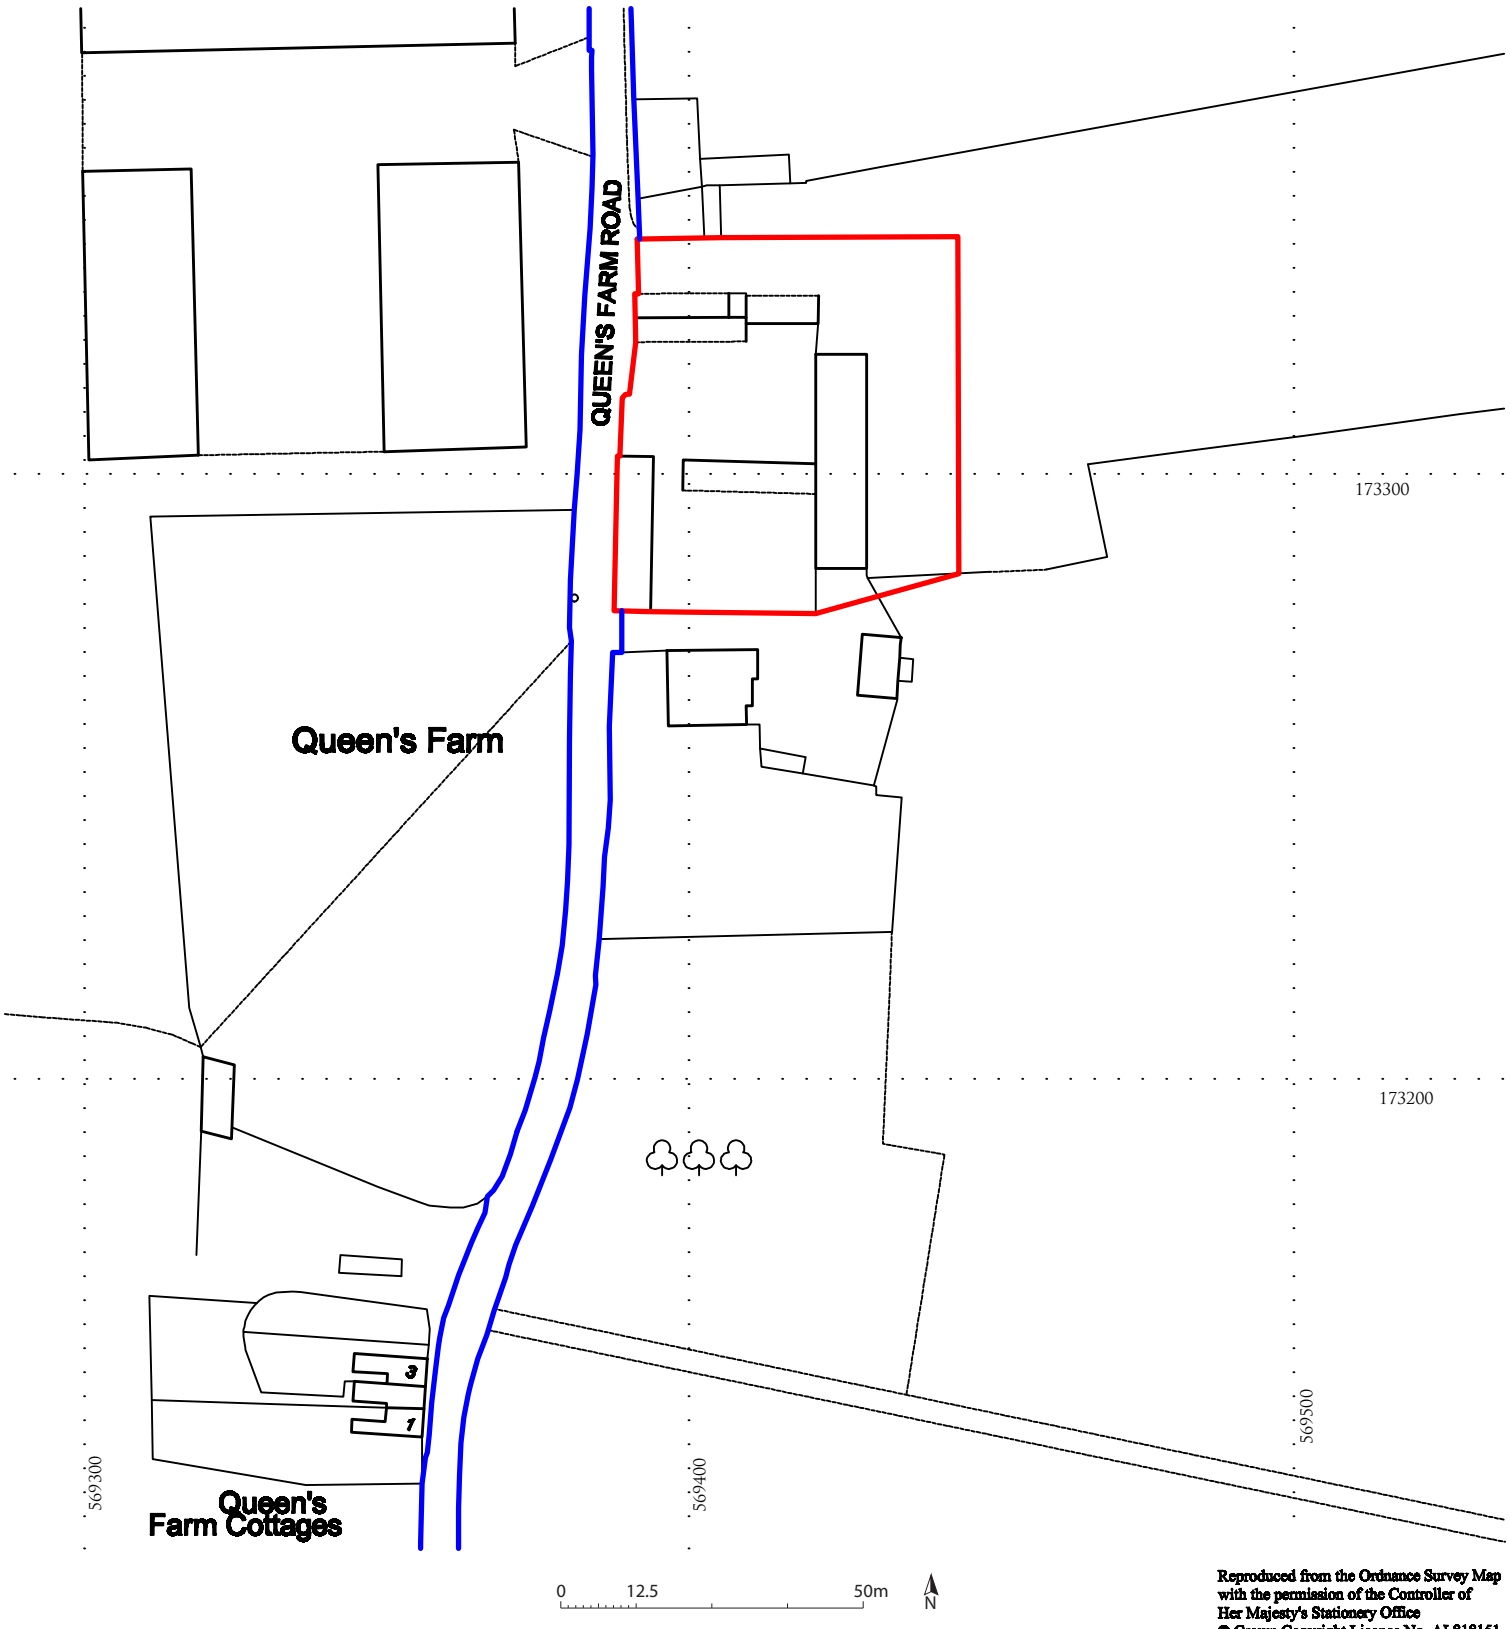 QUEEN'S FARM ROAD
173300
Queen's Farm
173200
3
1
569300
569400
569500
Queen's
Farm Cottages
0 12.5 50m
N
Reproduced from the Ordnance Survey Map
with the permission of the Controller of
Her Majesty's Stationery Office